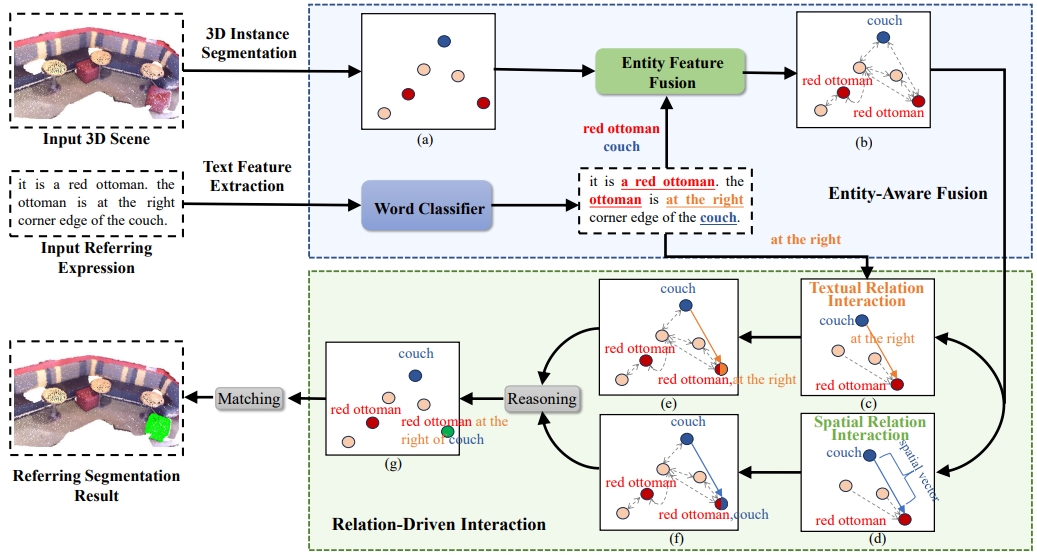 3D Instance
Segmentation
Input 3D Scene
(a)
Entity Feature
Fusion
couch
red ottoman
red ottoman
(b)
red ottoman
couch
it is a red ottoman. the
ottoman is at the right
corner edge of the couch.
Input Referring
Expression
Text Feature
Extraction
Word Classifier
it is a red ottoman. the
ottoman is at the right
corner edge of the couch.
Entity-Aware Fusion
at the right
Textual Relation
Interaction
couch
at the right
red ottoman
(c)
Spatial Relation
Interaction
couch
spatial vector
red ottoman
(d)
couch
red ottoman
red ottoman,at the right
(e)
couch
red ottoman
red ottoman,couch
(f)
Reasoning
couch
red ottoman
red ottoman at the
right of couch
(g)
Matching
Referring Segmentation
Result
Relation-Driven Interaction